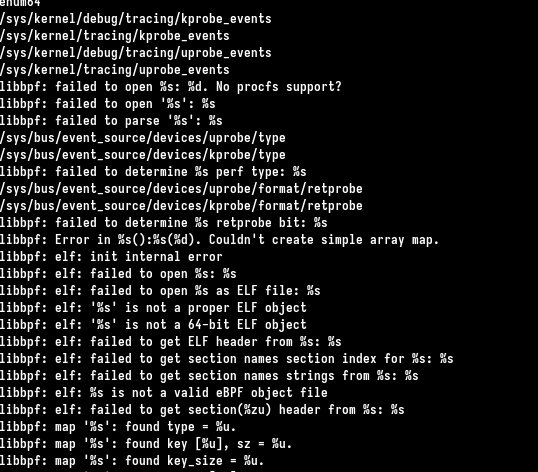 enum64
/sys/kernel/debug/tracing/kprobe_events
/sys/kernel/tracing/kprobe_events
/sys/kernel/debug/tracing/uprobe_events
/sys/kernel/tracing/uprobe_events
libbpf: failed to open %s: %d. No procfs support?
libbpf: failed to open '%s': %s
libbpf: failed to parse '%s': %s
/sys/bus/event_source/devices/uprobe/type
/sys/bus/event_source/devices/kprobe/type
libbpf: failed to determine %s perf type: %s
/sys/bus/event_source/devices/uprobe/format/retprobe
/sys/bus/event_source/devices/kprobe/format/retprobe
libbpf: failed to determine %s retprobe bit: %s
libbpf: Error in %s():%s(%d). Couldn't create simple array map.
libbpf: elf: init internal error
libbpf: elf: failed to open %s: %s
libbpf: elf: failed to open %s as ELF file: %s
libbpf: elf: '%s' is not a proper ELF object
libbpf: elf: '%s' is not a 64-bit ELF object
libbpf: elf: failed to get ELF header from %s: %s
libbpf: elf: failed to get section names section index for %s: %s
libbpf: elf: failed to get section names strings from %s: %s
libbpf: elf: %s is not a valid eBPF object file
libbpf: elf: failed to get section(%zu) header from %s: %s
libbpf: map '%s': found type = %u.
libbpf: map '%s': found key [%u], sz = %u.
libbpf: map '%s': found key_size = %u.